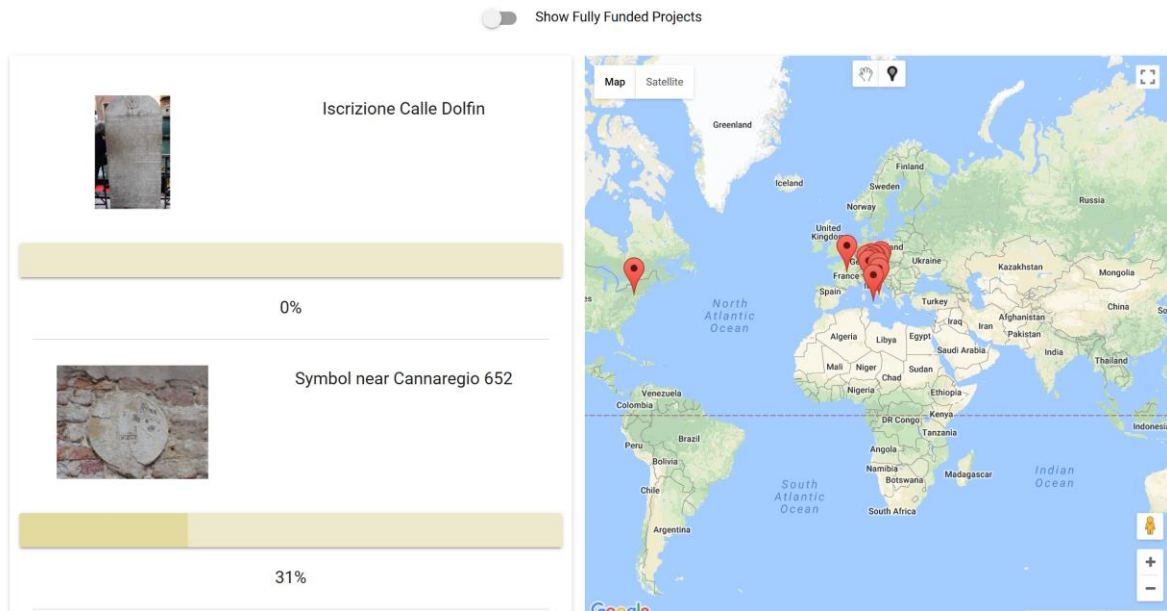 Show Fully Funded Projects
Iscrizione Calle Dolfin
0%
Symbol near Cannaregio 652
31%
Map
Satellite
Greenland
Iceland
Finland
Sweden
Norway
Russia
United
Kingdom
Ukraine
France
Spain
Kazakhstan
Mongolia
North
Atlantic
Ocean
Turkey
China
Iraq
Iran
Afghanistan
Pakistan
Algeria
Libya
Egypt
Saudi Arabia
India
Thailand
Mali
Niger
Chad
Sudan
Nigeria
Ethiopia
Venezuela
Colombia
DR Congo
Kenya
Tanzania
Indonesia
Brazil
Peru
Bolivia
Angola
Namibia
Botswana
Madagascar
Indian
Ocean
South
Atlantic
Ocean
Chile
South Africa
Argentina
Google